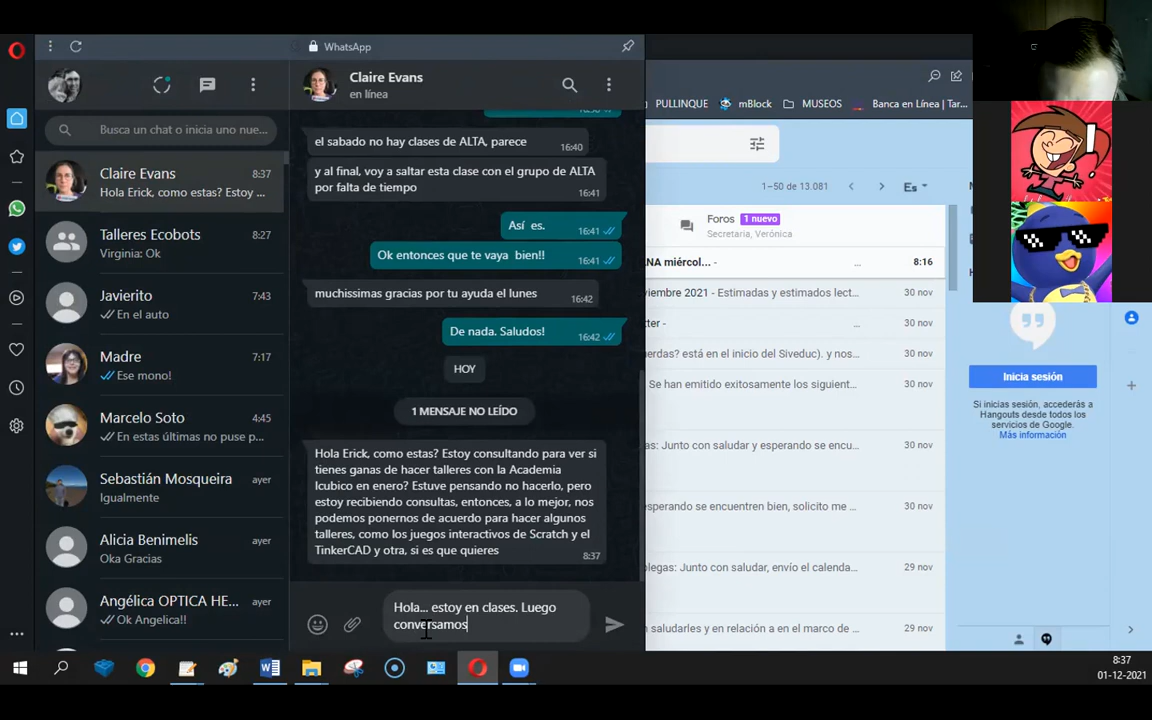 WhatsApp
Claire Evans
en línea
Busca un chat o inicia uno nue...
Claire Evans 8:37
Hola Erick, como estas? Estoy ...
Talleres Ecobots 8:27
Virginia: Ok
Javierito 7:43
En el auto
Madre 7:17
Ese mono!
Marcelo Soto 4:45
En estas últimas no puse p...
Sebastián Mosqueira ayer
Igualmente
Alicia Benimelis ayer
Oka Gracias
Angélica OPTICA HE... ayer
Ok Angelica!!
el sabado no hay clases de ALTA, parece
16:40
y al final, voy a saltar esta clase con el grupo de ALTA
por falta de tiempo
16:41
Así es.
16:41
Ok entonces que te vaya bien!!
16:41
muchissimas gracias por tu ayuda el lunes
16:42
De nada. Saludos!
16:42
HOY
1 MENSAJE NO LEÍDO
Hola Erick, como estas? Estoy consultando para ver si
tienes ganas de hacer talleres con la Academia
Icubico en enero? Estuve pensando no hacerlo, pero
estoy recibiendo consultas, entonces, a lo mejor, nos
podemos ponernos de acuerdo para hacer algunos
talleres, como los juegos interactivos de Scratch y el
TinkerCAD y otra, si es que quieres
8:37
Hola... estoy en clases. Luego
conversamos
PULLINQUE mBlock MUSEOS Banca en Línea | Tar...
1–50 de 13.081 Es
Foros 1 nuevo
Secretaria, Verónica
ANA miércol... - ... 8:16
viembre 2021 - Estimadas y estimados lect... 30 nov
tter - ... 30 nov
uerdas? está en el inicio del Siveduc). y nos... 30 nov
Se han emitido exitosamente los siguient... 30 nov
gas: Junto con saludar y esperando se encu... 30 nov
sperando se encuentren bien, solicito me ... 30 nov
olegas: Junto con saludar, envío el calenda... 29 nov
n saludarles y en relación a en el marco de ... 29 nov
Inicia sesión
Si inicias sesión, accederás a
Hangouts desde todos los
servicios de Google.
Más información
8:37
01-12-2021